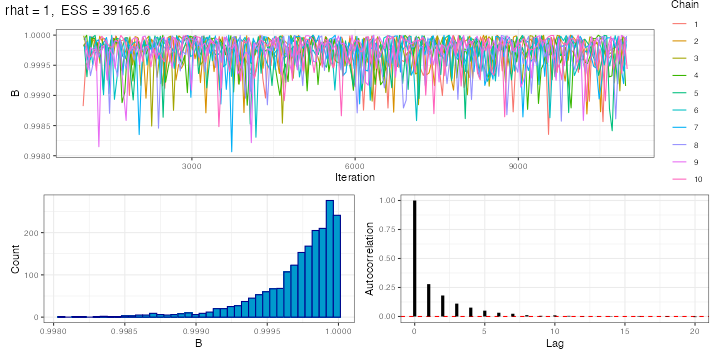 rhat = 1, ESS = 39165.6
Chain
1
2
3
4
5
6
7
8
9
10
B
1.0000
0.9995
0.9990
0.9985
0.9980
3000 6000 9000
Iteration
Count
200
100
0
0.9980 0.9985 0.9990 0.9995 1.0000
B
Autocorrelation
1.00
0.75
0.50
0.25
0.00
0 5 10 15 20
Lag